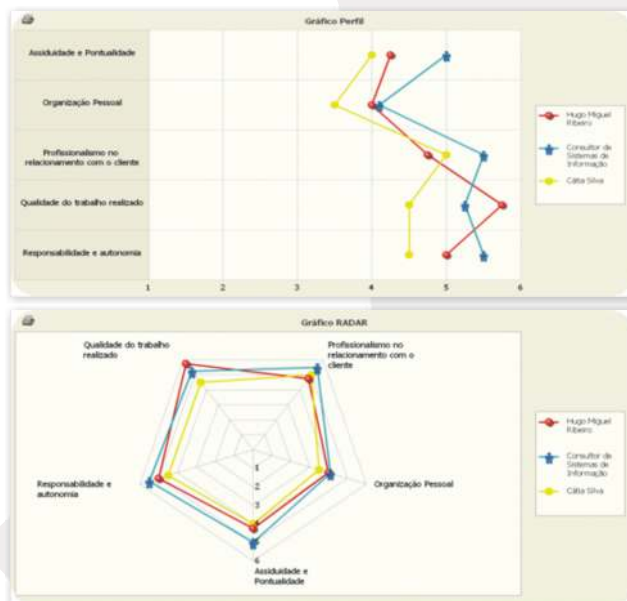 Gráfico Perfil
Assiduidade e Pontualidade
Organização Pessoal
Profissionalismo no
relacionamento com o cliente
Qualidade do trabalho realizado
Responsabilidade e autonomia
1 2 3 4 5 6
Hugo Miguel
Ribeiro
Consultor de
Sistemas de
Informação
Cátia Silva
Gráfico RADAR
Qualidade do trabalho
realizado
Profissionalismo no
relacionamento com o
cliente
Responsabilidade e
autonomia
Organização Pessoal
1
2
3
4
6
Assiduidade e
Pontualidade
Hugo Miguel
Ribeiro
Consultor de
Sistemas de
Informação
Cátia Silva